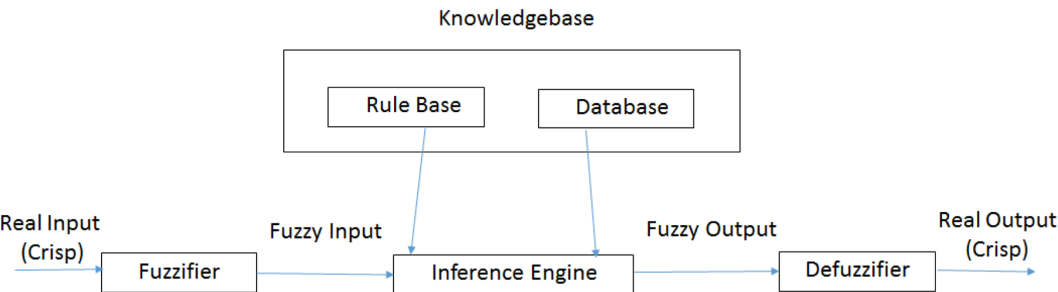 Knowledgebase
Rule Base
Database
Real Input
(Crisp)
Fuzzy Input
Fuzzy Output
Real Output
(Crisp)
Fuzzifier
Inference Engine
Defuzzifier